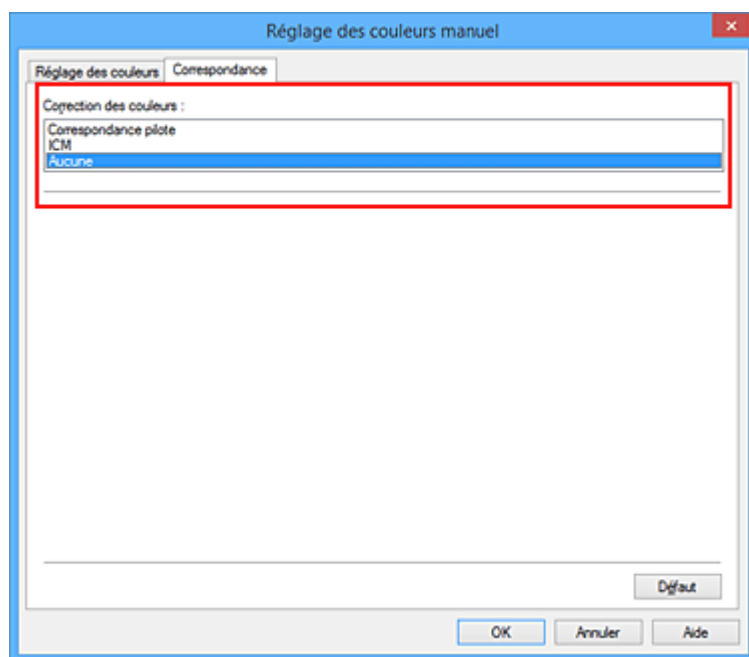 Réglage des couleurs manuel
Réglage des couleurs Correspondance
Correction des couleurs :
Correspondance pilote
ICM
Aucune
Défaut
OK Annuler Aide